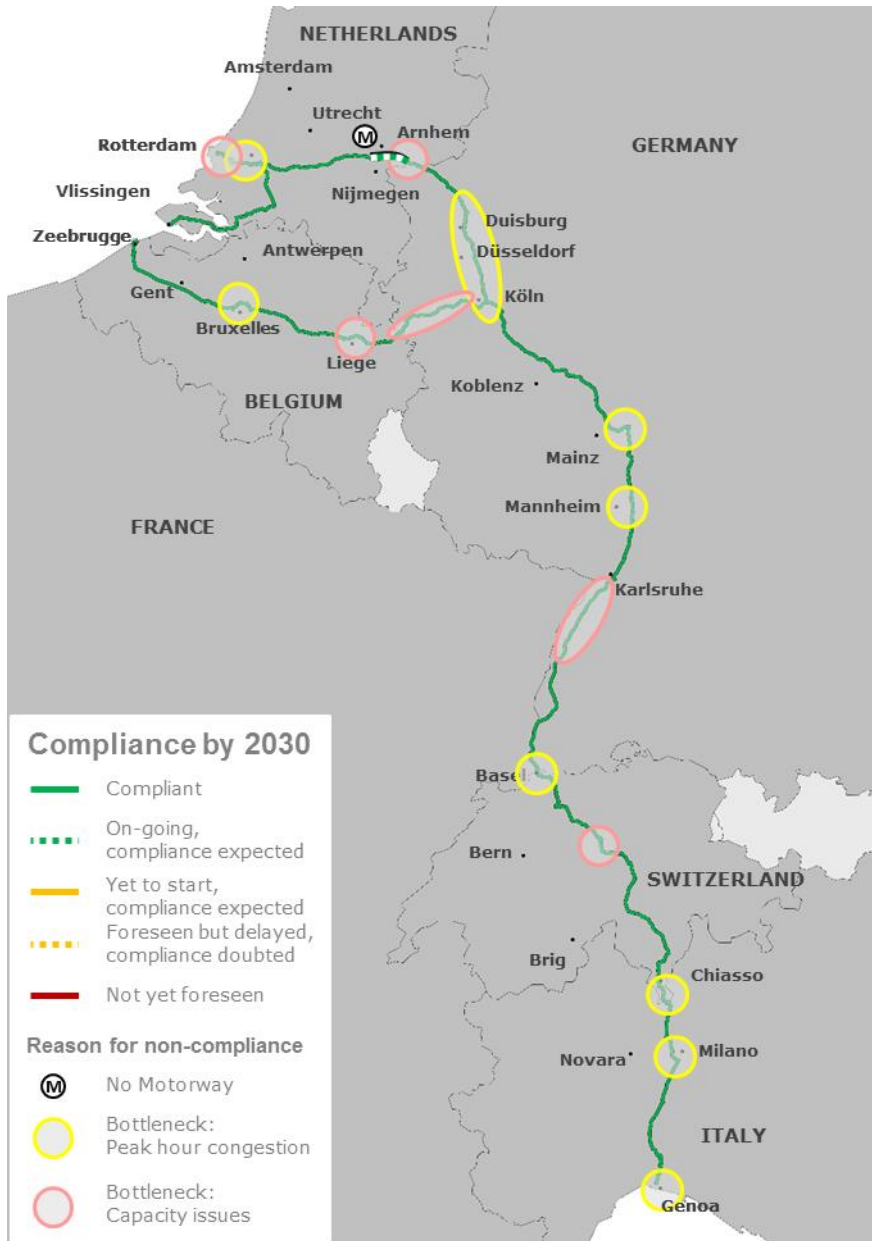 NETHERLANDS
Amsterdam
Utrecht
M
Arnhem
Rotterdam
GERMANY
Nijmegen
Vlissingen
Duisburg
Zeebrugge
Antwerpen
Düsseldorf
Gent
Köln
Bruxelles
Liege
Koblenz
BELGIUM
Mainz
Mannheim
FRANCE
Karlsruhe
Basel
Bern
SWITZERLAND
Brig
Chiasso
Novara
Milano
ITALY
Genoa
Compliance by 2030
Compliant
On-going,
compliance expected
Yet to start,
compliance expected
Foreseen but delayed,
compliance doubted
Not yet foreseen
Reason for non-compliance
M
No Motorway
Bottleneck:
Peak hour congestion
Bottleneck:
Capacity issues